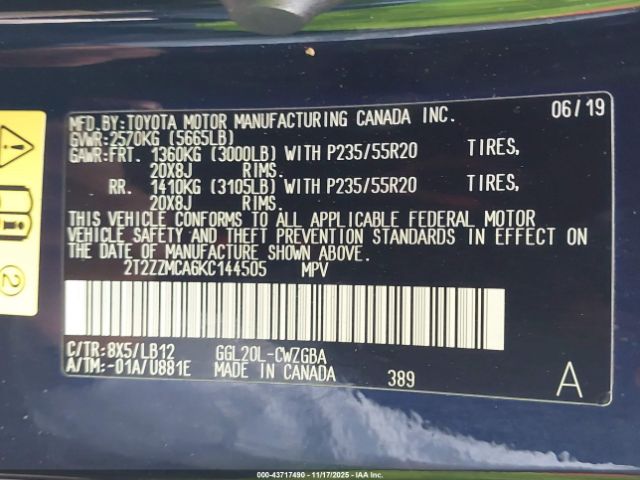 MFD.BY:TOYOTA MOTOR MANUFACTURING CANADA INC. 06/19
GVWR:2570KG (5665LB)
GAWR:FRT. 1360KG (3000LB) WITH P235/55R20 TIRES,
20X8J RIMS.
RR. 1410KG (3105LB) WITH P235/55R20 TIRES,
20X8J RIMS.
THIS VEHICLE CONFORMS TO ALL APPLICABLE FEDERAL MOTOR
VEHICLE SAFETY AND THEFT PREVENTION STANDARDS IN EFFECT ON
THE DATE OF MANUFACTURE SHOWN ABOVE.
2T2ZZMCA6KC144505 MPV
C/TR:8X5/LB12 GGL20L-CWZGBA
A/TM:-01A/U881E MADE IN CANADA 389 A
2
000-43717490 - 11/17/2025 - IAA Inc.